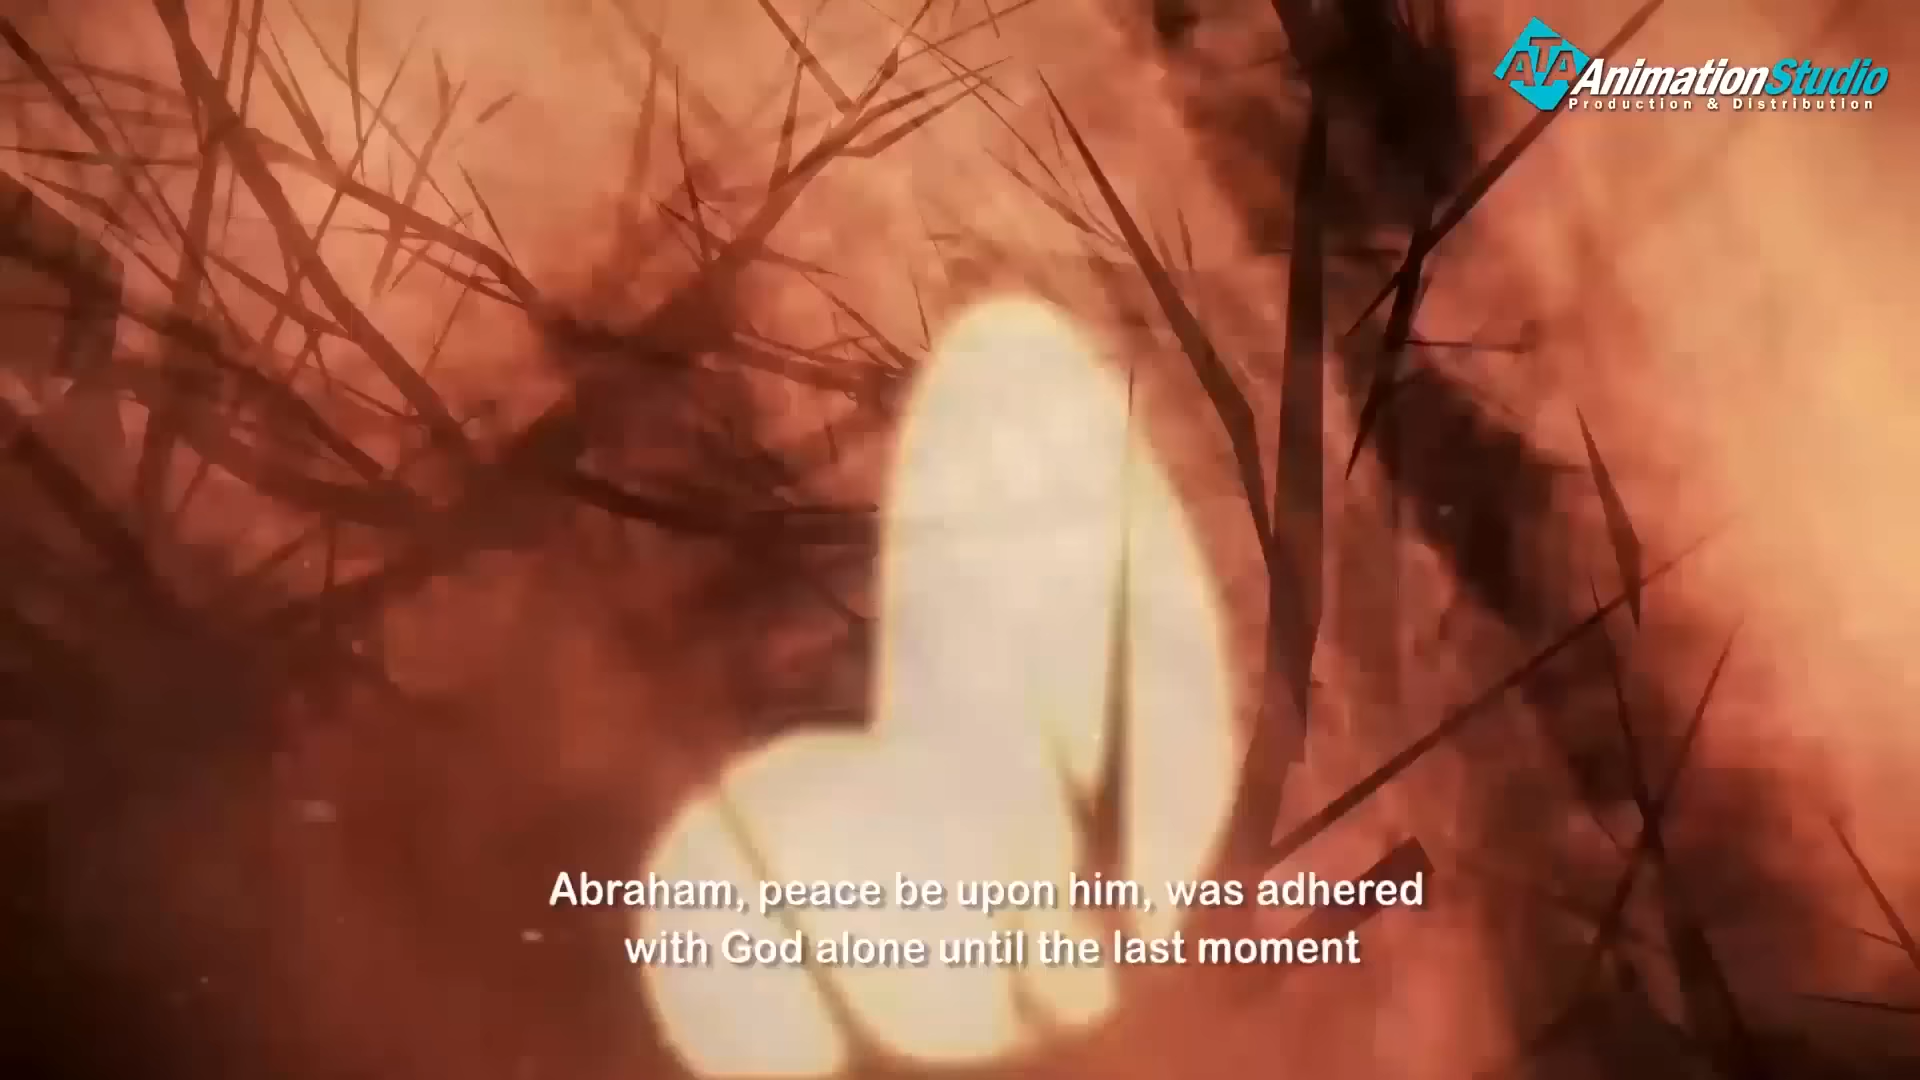 ATA AnimationStudio
Production & Distribution
Abraham, peace be upon him, was adhered
with God alone until the last moment